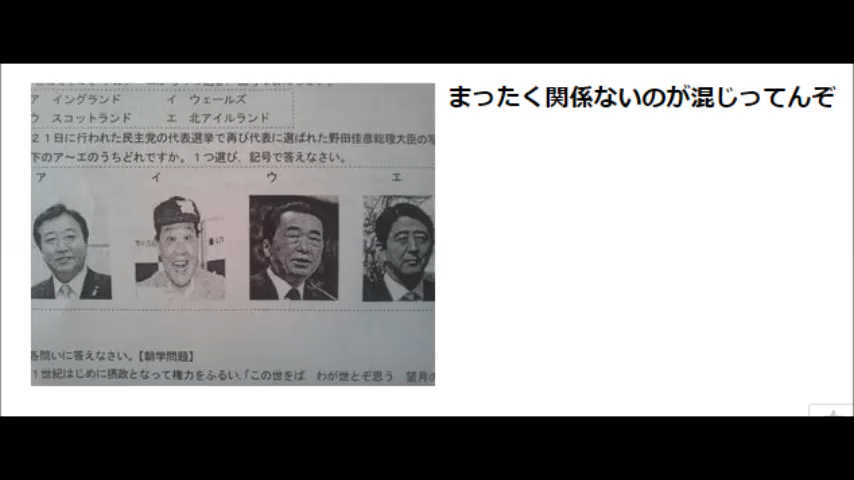 まったく関係ないのが混じってんぞ
ア イングランド イ ウェールズ
ウ スコットランド エ 北アイルランド
21日に行われた民主党の代表選挙で再び代表に選ばれた野田佳彦総理大臣の写
下のア～エのうちどれですか。1つ選び、記号で答えなさい。
ア イ ウ エ
各問いに答えなさい。【朝学問題】
1世紀はじめに摂政となって権力をふるい、「この世をば わが世とぞ思う 望月の